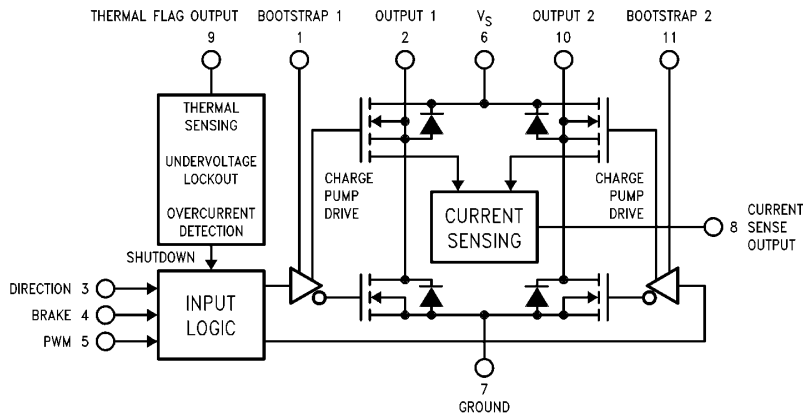 THERMAL FLAG OUTPUT
9
BOOTSTRAP 1
1
OUTPUT 1
2
VS
6
OUTPUT 2
10
BOOTSTRAP 2
11
THERMAL
SENSING
UNDERVOLTAGE
LOCKOUT
OVERCURRENT
DETECTION
SHUTDOWN
CHARGE
PUMP
DRIVE
CURRENT
SENSING
CHARGE
PUMP
DRIVE
8 CURRENT
SENSE
OUTPUT
DIRECTION 3
BRAKE 4
PWM 5
INPUT
LOGIC
7
GROUND